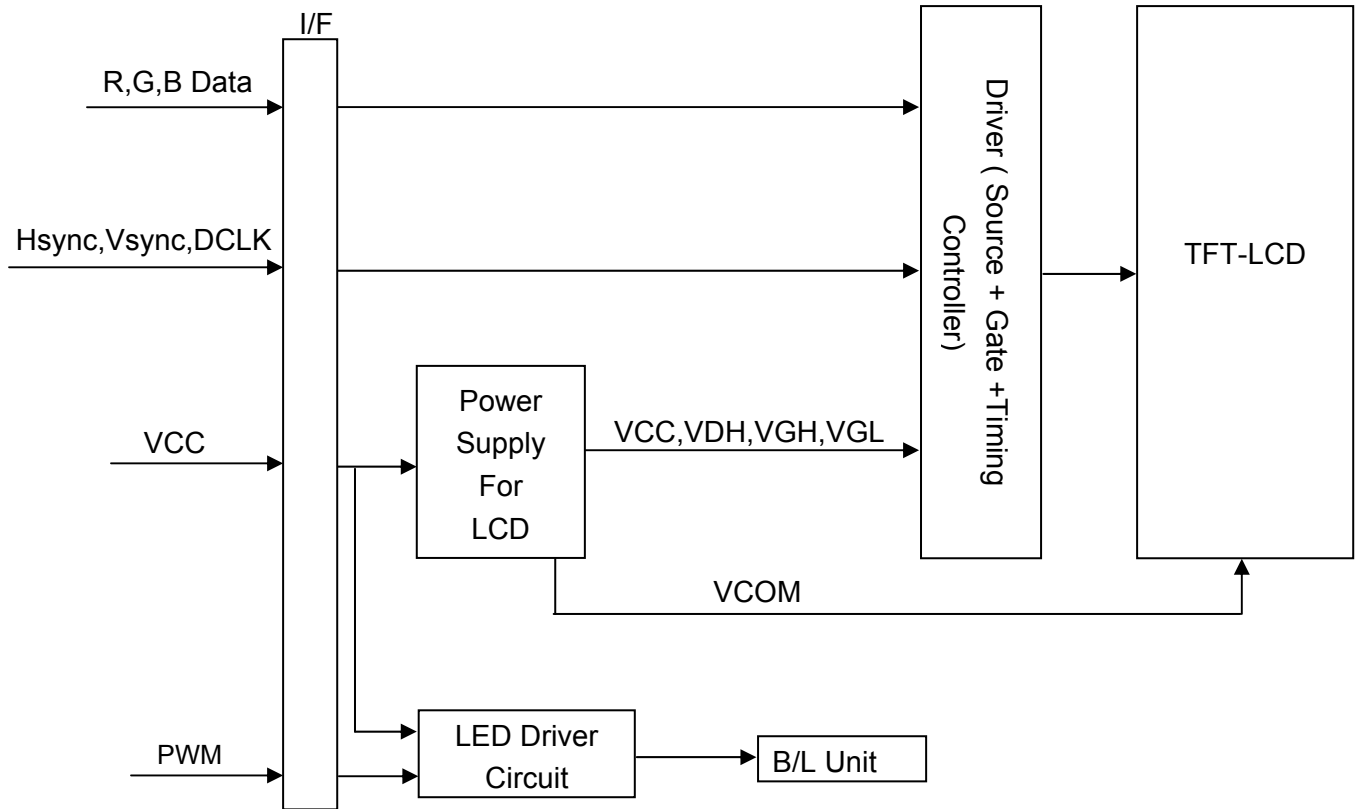 I/F
R,G,B Data
Hsync,Vsync,DCLK
VCC
PWM
Power
Supply
For
LCD
VCC,VDH,VGH,VGL
VCOM
LED Driver
Circuit
B/L Unit
Driver ( Source + Gate +Timing
Controller)
TFT-LCD